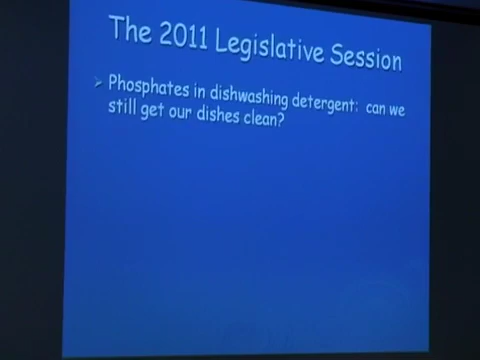 The 2011 Legislative Session
➢ Phosphates in dishwashing detergent: can we
still get our dishes clean?